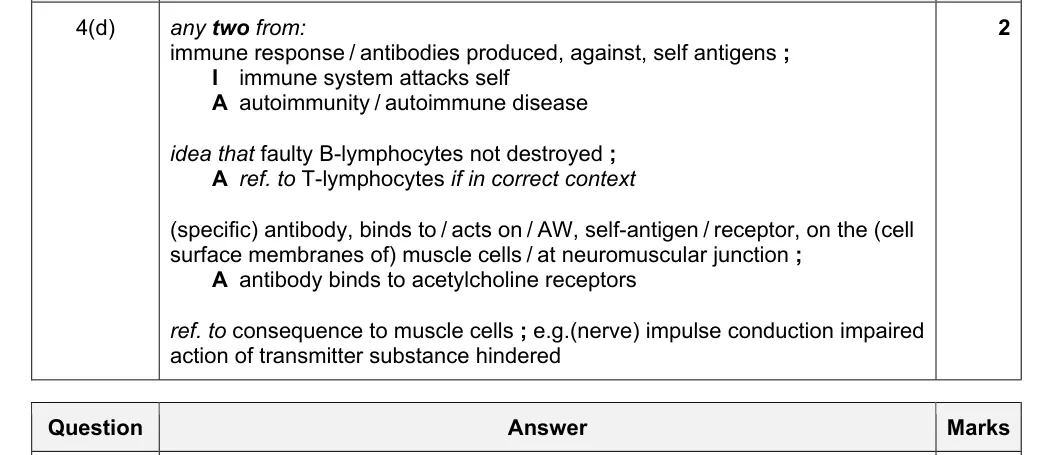 4(d)
any two from:
2
immune response / antibodies produced, against, self antigens ;
I immune system attacks self
A autoimmunity / autoimmune disease
idea that faulty B-lymphocytes not destroyed ;
A ref. to T-lymphocytes if in correct context
(specific) antibody, binds to / acts on / AW, self-antigen / receptor, on the (cell
surface membranes of) muscle cells / at neuromuscular junction ;
A antibody binds to acetylcholine receptors
ref. to consequence to muscle cells ; e.g.(nerve) impulse conduction impaired
action of transmitter substance hindered
Question Answer Marks